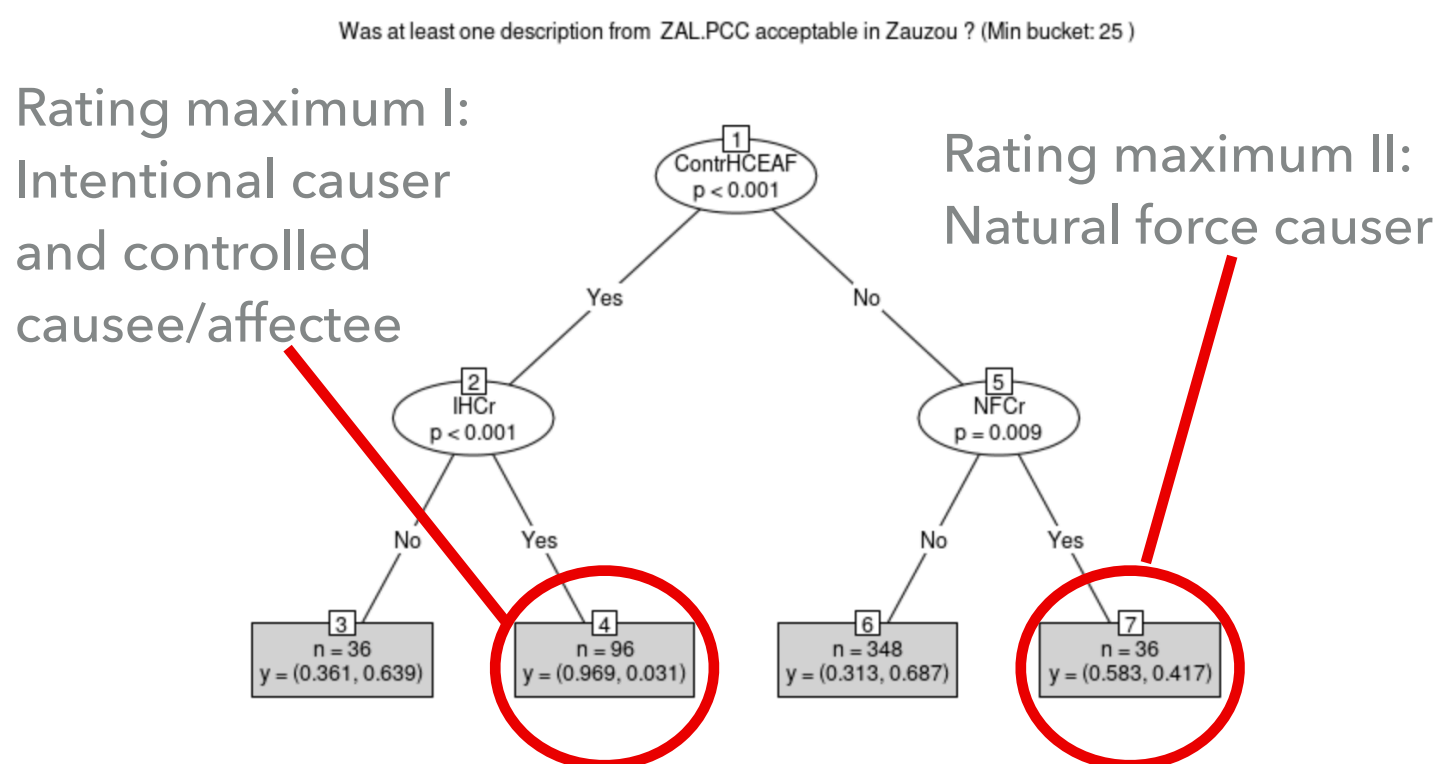 Was at least one description from ZAL.PCC acceptable in Zauzou ? (Min bucket: 25 )
Rating maximum I:
Intentional causer
and controlled
causee/affectee
Rating maximum II:
Natural force causer
1
ContrHCEAF
p < 0.001
Yes
No
2
IHCr
p < 0.001
5
NFCr
p = 0.009
No
Yes
No
Yes
3
n = 36
y = (0.361, 0.639)
4
n = 96
y = (0.969, 0.031)
6
n = 348
y = (0.313, 0.687)
7
n = 36
y = (0.583, 0.417)